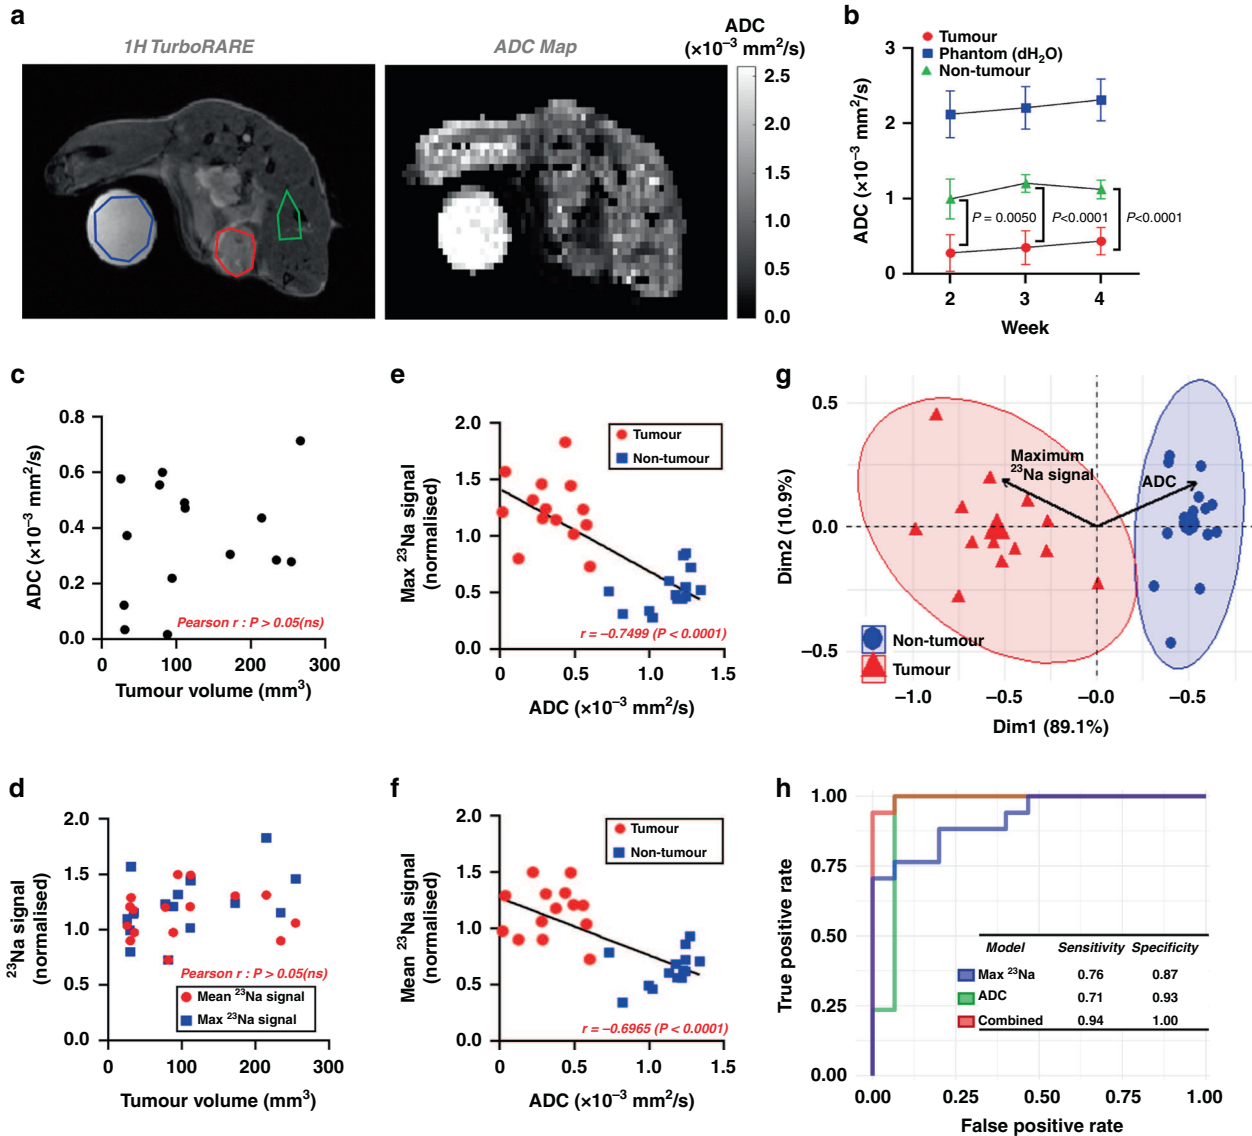 a
1H TurboRARE
ADC Map
ADC
(×10⁻³ mm²/s)
2.5
2.0
1.5
1.0
0.5
0.0
b
Tumour
Phantom (dH₂O)
Non-tumour
ADC (×10⁻³ mm²/s)
3
2
1
0
P = 0.0050
P<0.0001
P<0.0001
2
3
4
Week
c
ADC (×10⁻³ mm²/s)
0.8
0.6
0.4
0.2
0.0
Pearson r : P > 0.05(ns)
0
100
200
300
Tumour volume (mm³)
e
Max ²³Na signal
(normalised)
2.0
1.5
1.0
0.5
0.0
Tumour
Non-tumour
r = −0.7499 (P < 0.0001)
0
0.5
1.0
1.5
ADC (×10⁻³ mm²/s)
g
Dim2 (10.9%)
0.5
0.0
−0.5
Maximum
²³Na signal
ADC
Non-tumour
Tumour
−1.0
−0.5
−0.0
−0.5
Dim1 (89.1%)
d
²³Na signal
(normalised)
2.0
1.5
1.0
0.5
0.0
Pearson r : P > 0.05(ns)
Mean ²³Na signal
Max ²³Na signal
0
100
200
300
Tumour volume (mm³)
f
Mean ²³Na signal
(normalised)
2.0
1.5
1.0
0.5
0.0
Tumour
Non-tumour
r = −0.6965 (P < 0.0001)
0
0.5
1.0
1.5
ADC (×10⁻³ mm²/s)
h
True positive rate
1.00
0.75
0.50
0.25
0.00
Model Sensitivity Specificity
Max ²³Na 0.76 0.87
ADC 0.71 0.93
Combined 0.94 1.00
0.00
0.25
0.50
0.75
1.00
False positive rate